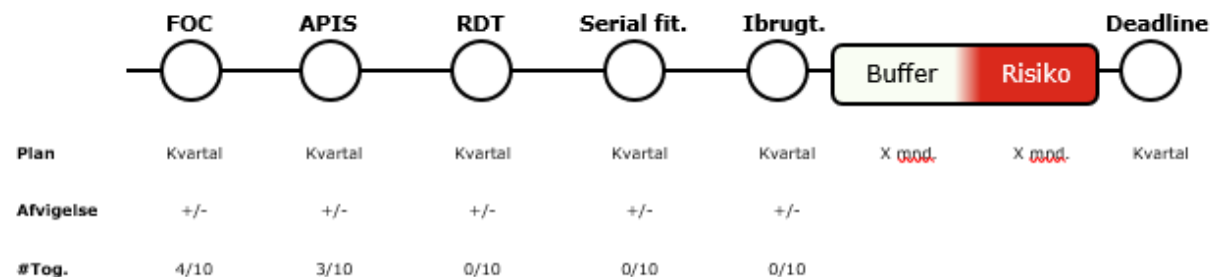 FOC APIS RDT Serial fit. Ibrugt. Deadline
Buffer Risiko
Plan Kvartal Kvartal Kvartal Kvartal Kvartal X mnd. X mnd. Kvartal
Afvigelse +/- +/- +/- +/- +/-
#Tog. 4/10 3/10 0/10 0/10 0/10